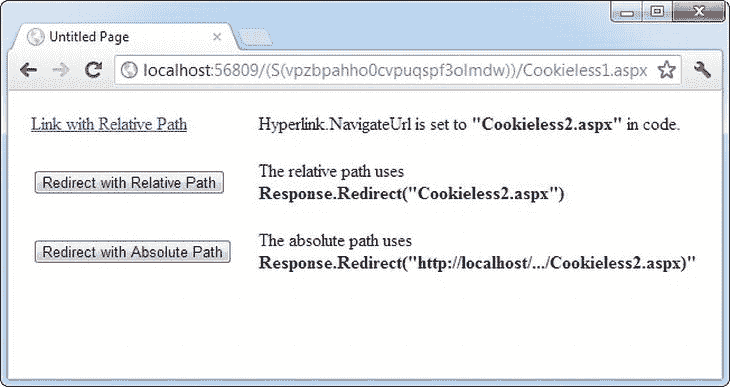 Untitled Page
localhost:56809/(S(vpzbpahho0cvpuqspf3olmdw))/Cookieless1.aspx
Link with Relative Path
Hyperlink.NavigateUrl is set to "Cookieless2.aspx" in code.
Redirect with Relative Path
The relative path uses
Response.Redirect("Cookieless2.aspx")
Redirect with Absolute Path
The absolute path uses
Response.Redirect("http://localhost/.../Cookieless2.aspx)"